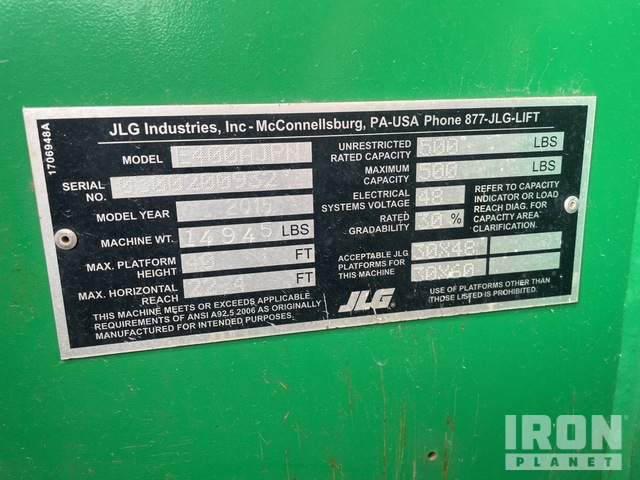 JLG Industries, Inc - McConnellsburg, PA-USA Phone 877-JLG-LIFT
1706948A
MODEL
SERIAL NO.
MODEL YEAR 2015
MACHINE WT. 14945 LBS
MAX. PLATFORM HEIGHT FT
MAX. HORIZONTAL REACH 22.4 FT
THIS MACHINE MEETS OR EXCEEDS APPLICABLE
REQUIREMENTS OF ANSI A92.5 2006 AS ORIGINALLY
MANUFACTURED FOR INTENDED PURPOSES.
UNRESTRICTED RATED CAPACITY 500 LBS
MAXIMUM CAPACITY 500 LBS
ELECTRICAL SYSTEMS VOLTAGE 48
RATED GRADABILITY 30 %
REFER TO CAPACITY
INDICATOR OR LOAD
REACH DIAG. FOR
CAPACITY AREA
CLARIFICATION.
ACCEPTABLE JLG
PLATFORMS FOR
THIS MACHINE
30X48
30X60
JLG
USE OF PLATFORMS OTHER THAN
THOSE LISTED IS PROHIBITED.
IRON
PLANET